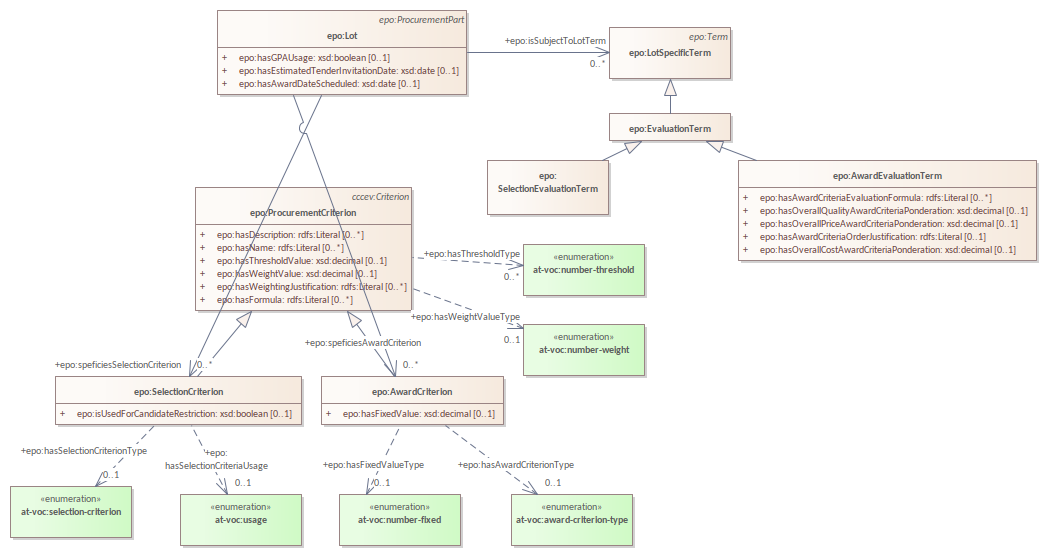 epo:ProcurementPart
epo:Lot
+ epo:hasGPAUsage: xsd:boolean [0..1]
+ epo:hasEstimatedTenderInvitationDate: xsd:date [0..1]
+ epo:hasAwardDateScheduled: xsd:date [0..1]
+epo:isSubjectToLotTerm
0..*
epo:Term
epo:LotSpecificTerm
epo:EvaluationTerm
epo:
SelectionEvaluationTerm
epo:AwardEvaluationTerm
+ epo:hasAwardCriteriaEvaluationFormula: rdfs:Literal [0..*]
+ epo:hasOverallQualityAwardCriteriaPonderation: xsd:decimal [0..1]
+ epo:hasOverallPriceAwardCriteriaPonderation: xsd:decimal [0..1]
+ epo:hasAwardCriteriaOrderJustification: rdfs:Literal [0..1]
+ epo:hasOverallCostAwardCriteriaPonderation: xsd:decimal [0..1]
cccev:Criterion
epo:ProcurementCriterion
+ epo:hasDescription: rdfs:Literal [0..*]
+ epo:hasName: rdfs:Literal [0..*]
+ epo:hasThresholdValue: xsd:decimal [0..1]
+ epo:hasWeightValue: xsd:decimal [0..1]
+ epo:hasWeightingJustification: rdfs:Literal [0..*]
+ epo:hasFormula: rdfs:Literal [0..*]
+epo:hasThresholdType
0..*
«enumeration»
at-voc:number-threshold
+epo:hasWeightValueType
0..1
«enumeration»
at-voc:number-weight
+epo:speficiesSelectionCriterion
0..*
+epo:speficiesAwardCriterion
0..*
epo:SelectionCriterion
+ epo:isUsedForCandidateRestriction: xsd:boolean [0..1]
epo:AwardCriterion
+ epo:hasFixedValue: xsd:decimal [0..1]
+epo:hasSelectionCriterionType
0..1
+epo:
hasSelectionCriteriaUsage
0..1
+epo:hasFixedValueType
0..1
+epo:hasAwardCriterionType
0..1
«enumeration»
at-voc:selection-criterion
«enumeration»
at-voc:usage
«enumeration»
at-voc:number-fixed
«enumeration»
at-voc:award-criterion-type